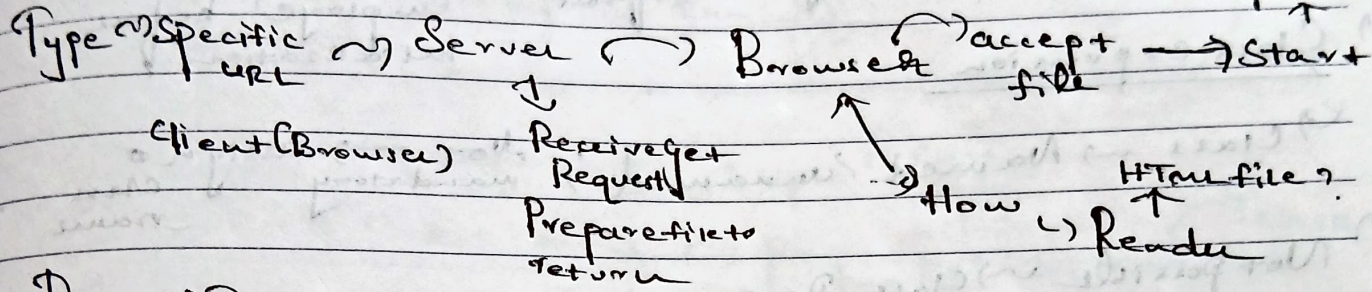 Type Specific Server Browser accept Start
URL file
Client (Browser) Receive get
Request HTML file ?
How
Prepare file to Render
return